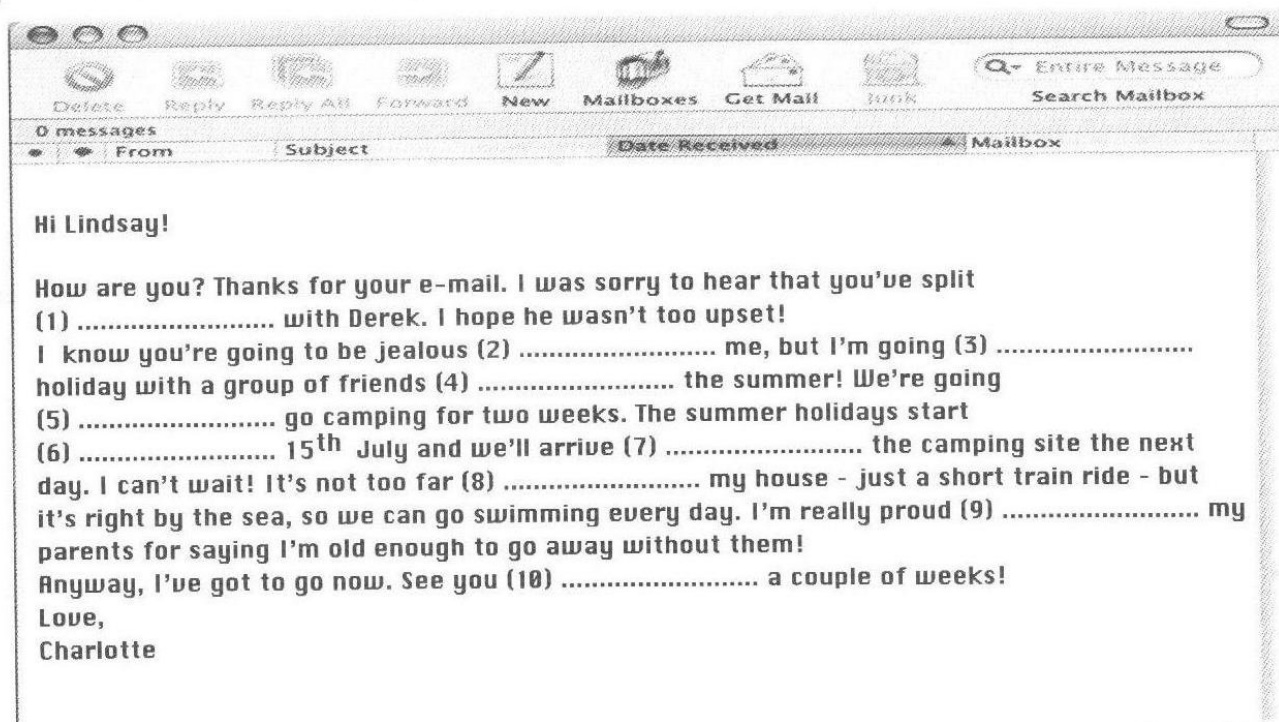 Entire Message
Delete Reply Reply All Forward New Mailboxes Get Mail Junk Search Mailbox
0 messages
From Subject Date Received Mailbox
Hi Lindsay!
How are you? Thanks for your e-mail. I was sorry to hear that you've split
(1) .......................... with Derek. I hope he wasn't too upset!
I know you're going to be jealous (2) .......................... me, but I'm going (3) ..........................
holiday with a group of friends (4) .......................... the summer! We're going
(5) .......................... go camping for two weeks. The summer holidays start
(6) .......................... 15th July and we'll arrive (7) .......................... the camping site the next
day. I can't wait! It's not too far (8) .......................... my house - just a short train ride - but
it's right by the sea, so we can go swimming every day. I'm really proud (9) .......................... my
parents for saying I'm old enough to go away without them!
Anyway, I've got to go now. See you (10) .......................... a couple of weeks!
Love,
Charlotte